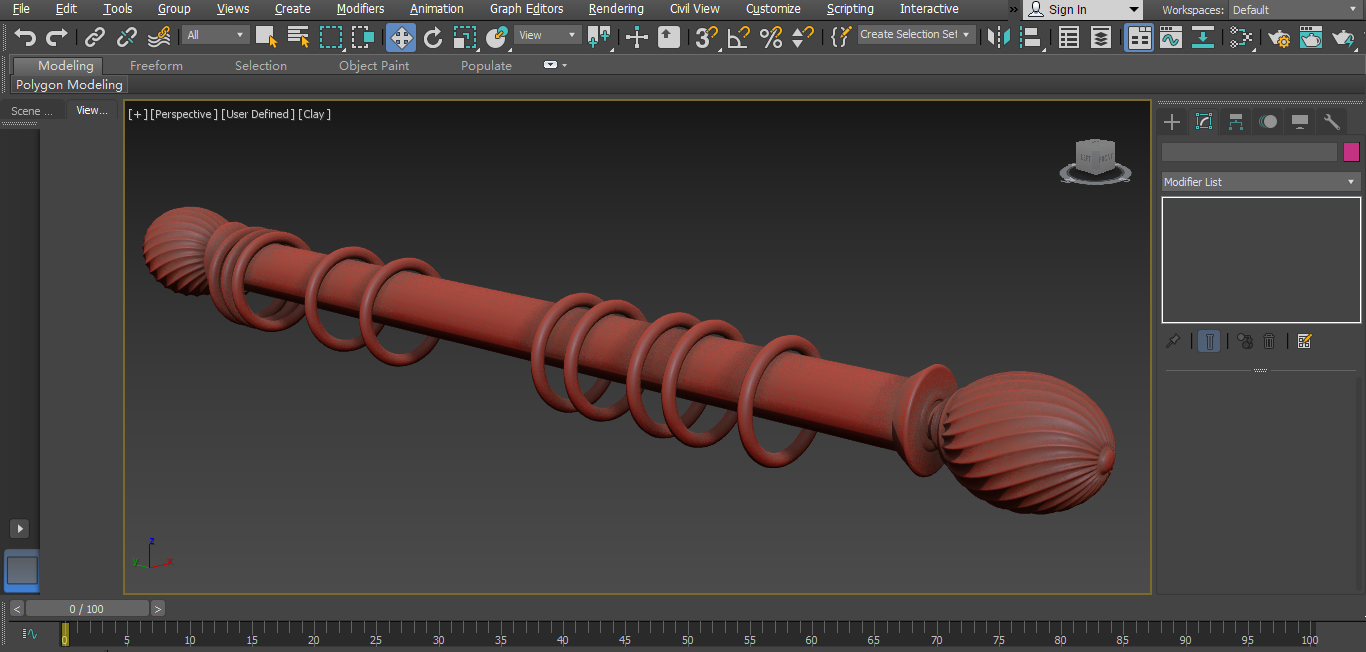 File Edit Tools Group Views Create Modifiers Animation Graph Editors Rendering Civil View Customize Scripting Interactive » Sign In Workspaces: Default
All View 3 % Create Selection Set
Modeling Freeform Selection Object Paint Populate
Polygon Modeling
Scene ... View...
[+] [Perspective] [User Defined] [Clay]
Modifier List
z
y x
< 0 / 100 >
0 5 10 15 20 25 30 35 40 45 50 55 60 65 70 75 80 85 90 95 100